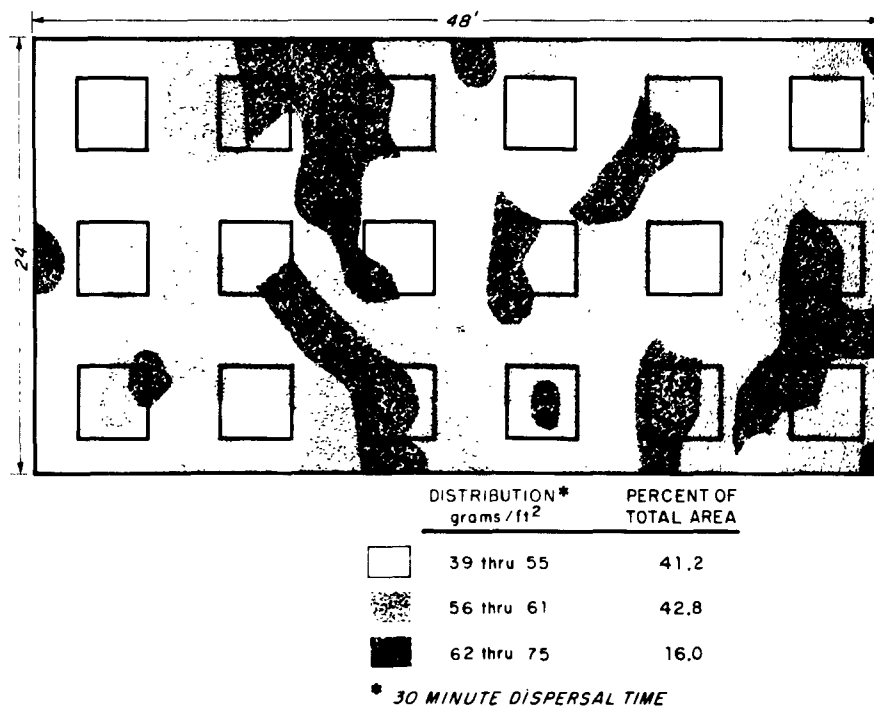 48'
24'
DISTRIBUTION* PERCENT OF
grams/ft2 TOTAL AREA
39 thru 55 41.2
56 thru 61 42.8
62 thru 75 16.0
* 30 MINUTE DISPERSAL TIME